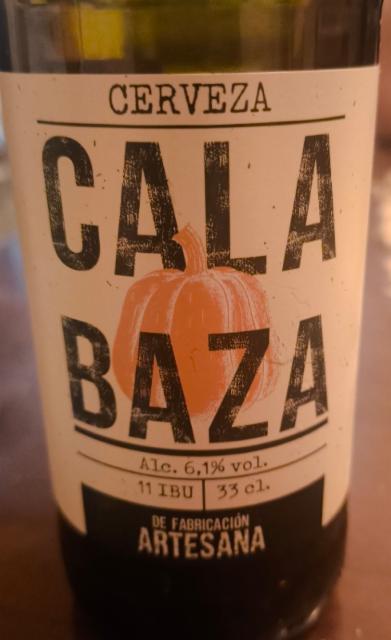 CERVEZA
CALA
BAZA
Alc. 6,1% vol.
11 IBU 33 cl.
DE FABRICACIÓN
ARTESANA